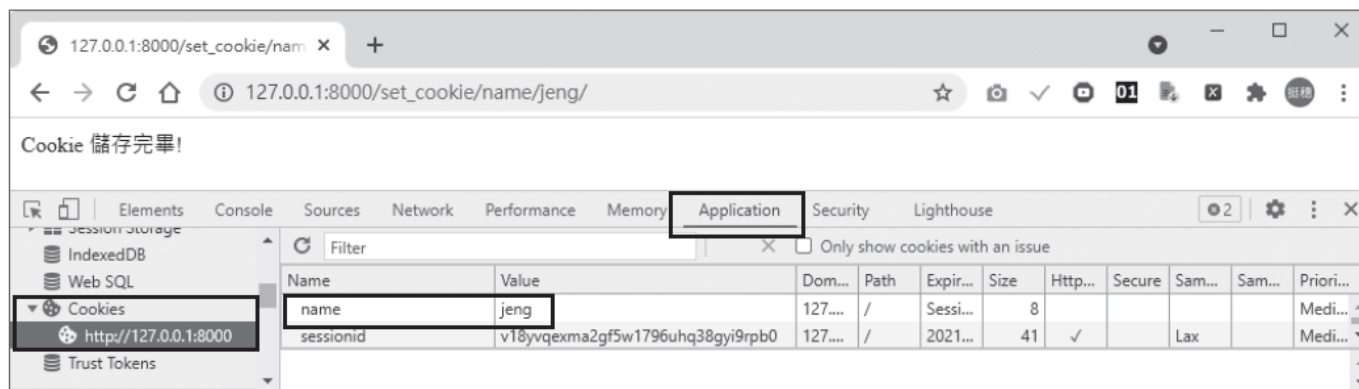 127.0.0.1:8000/set_cookie/nam
127.0.0.1:8000/set_cookie/name/jeng/
01
Cookie 儲存完畢!
Elements Console Sources Network Performance Memory Application Security Lighthouse 2
Session Storage
IndexedDB
Web SQL
Cookies
http://127.0.0.1:8000
Trust Tokens
Filter Only show cookies with an issue
Name Value Dom... Path Expir... Size Http... Secure Sam... Sam... Priori...
name jeng 127.... / Sessi... 8 Medi...
sessionid v18yvqexma2gf5w1796uhq38gyi9rpb0 127.... / 2021... 41 ✓ Lax Medi...